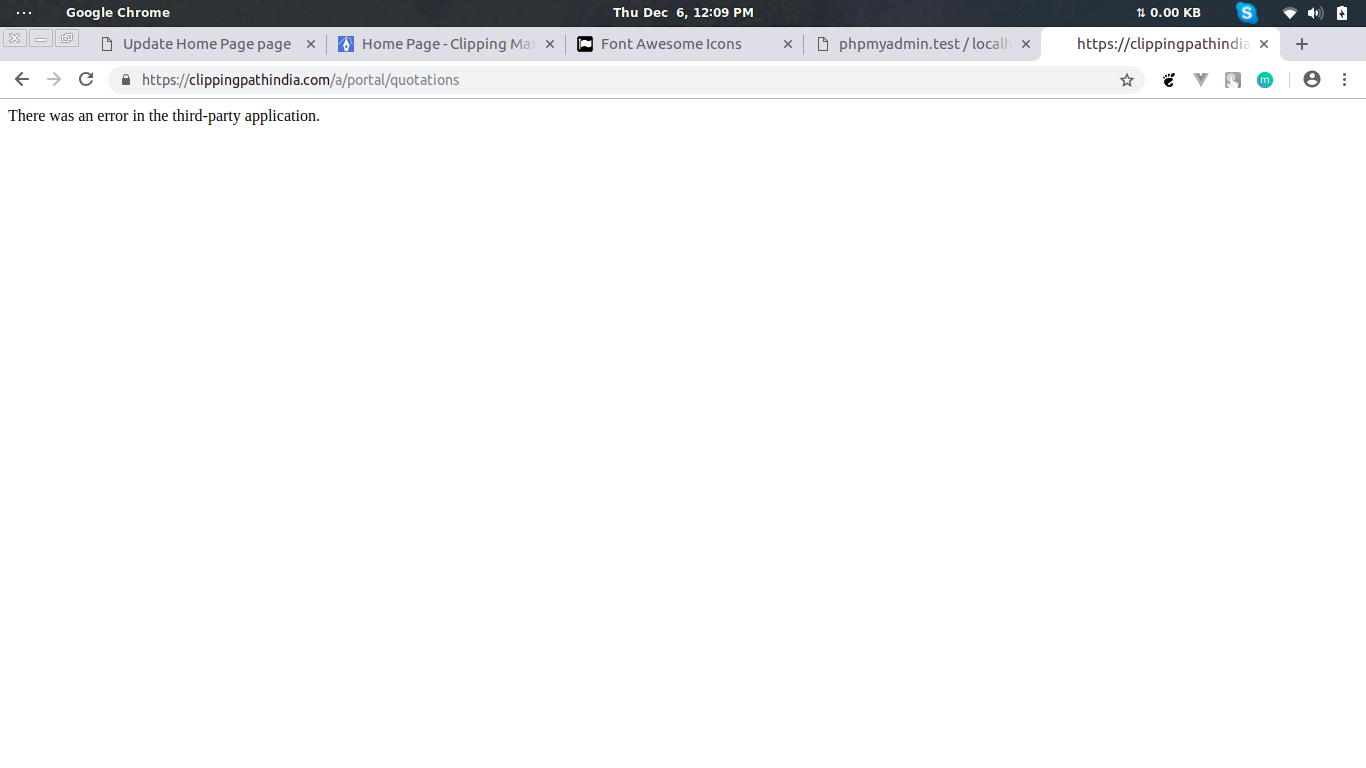 Google Chrome
Thu Dec 6, 12:09 PM
0.00 KB
Update Home Page page
Home Page - Clipping Max
Font Awesome Icons
phpmyadmin.test / localh
https://clippingpathindia
https://clippingpathindia.com/a/portal/quotations
m
There was an error in the third-party application.